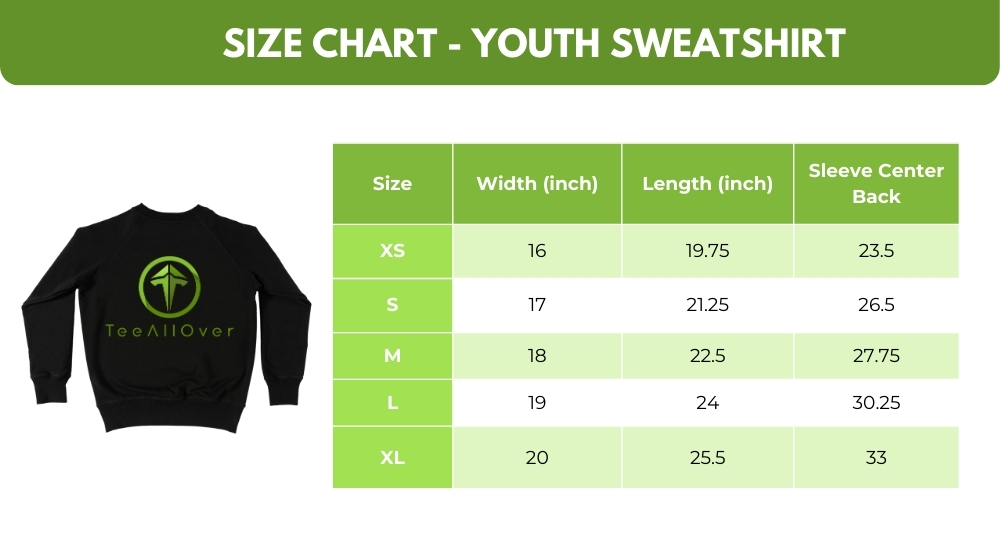 SIZE CHART - YOUTH SWEATSHIRT
TeeΛllOver
Size Width (inch) Length (inch) Sleeve Center
Back
XS 16 19.75 23.5
S 17 21.25 26.5
M 18 22.5 27.75
L 19 24 30.25
XL 20 25.5 33